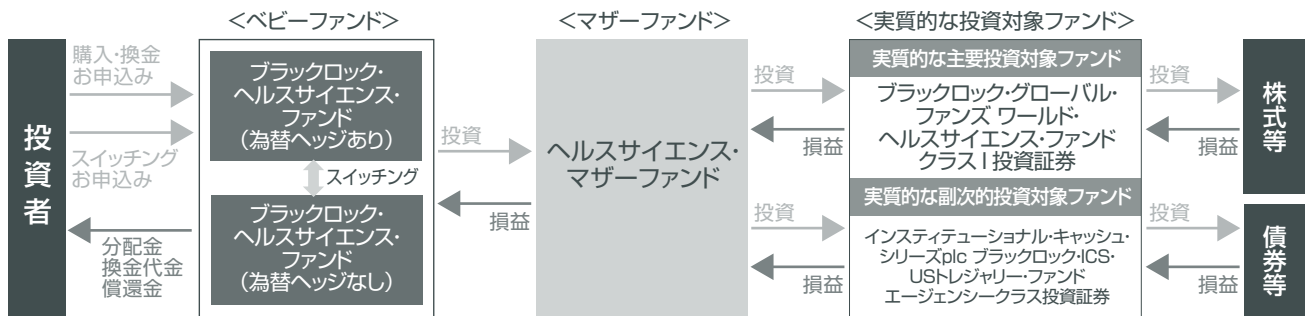 ＜ベビーファンド＞
＜マザーファンド＞
＜実質的な投資対象ファンド＞
投資者
購入・換金
お申込み
スイッチング
お申込み
分配金
換金代金
償還金
ブラックロック・
ヘルスサイエンス・
ファンド
（為替ヘッジあり）
スイッチング
ブラックロック・
ヘルスサイエンス・
ファンド
（為替ヘッジなし）
投資
損益
ヘルスサイエンス・
マザーファンド
投資
損益
投資
損益
実質的な主要投資対象ファンド
ブラックロック・グローバル・
ファンズ ワールド・
ヘルスサイエンス・ファンド
クラスI 投資証券
実質的な副次的投資対象ファンド
インスティテューショナル・キャッシュ・
シリーズplc ブラックロック・ICS・
USトレジャリー・ファンド
エージェンシークラス投資証券
投資
損益
投資
損益
株式等
債券等